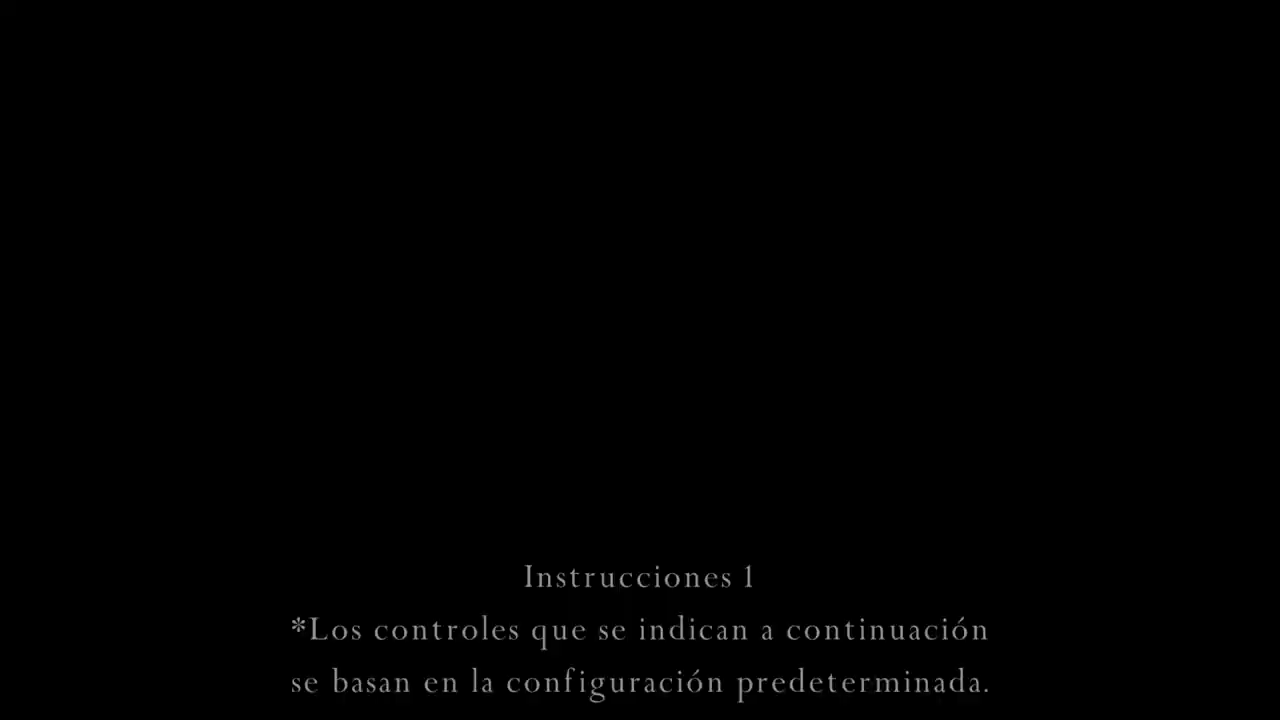 Instrucciones 1
*Los controles que se indican a continuación
se basan en la configuración predeterminada.